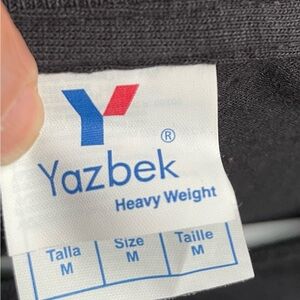 Y ®
Yazbek
Heavy Weight
Talla Size Taille
M M M